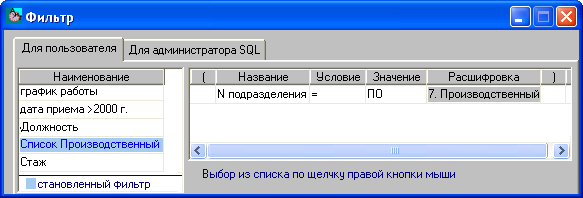 Фильтр
Для пользователя
Для администратора SQL
Наименование
график работы
дата приема >2000 г.
Должность
Список Производственный
Стаж
становленный фильтр
( Название Условие Значение Расшифровка )
N подразделения = ПО 7. Производственный
Выбор из списка по щелчку правой кнопки мыши